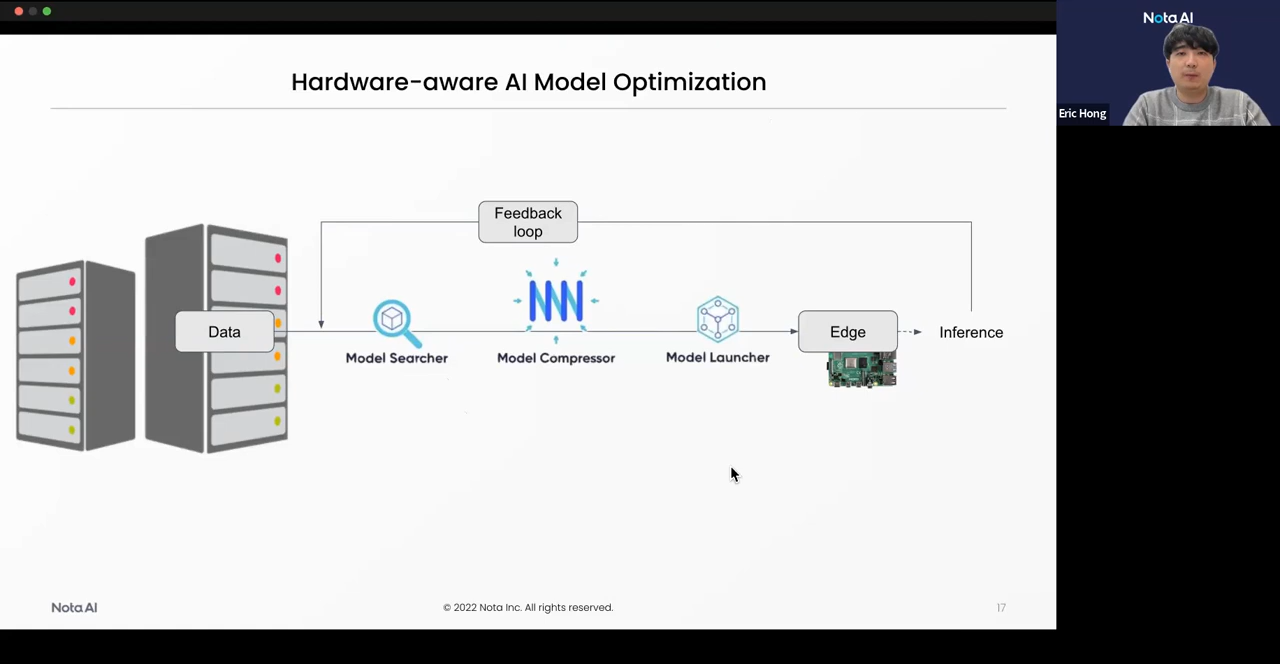 Nota AI
Hardware-aware AI Model Optimization
Eric Hong
Feedback
loop
Data
Model Searcher
Model Compressor
Model Launcher
Edge
Inference
Nota AI
© 2022 Nota Inc. All rights reserved.
17